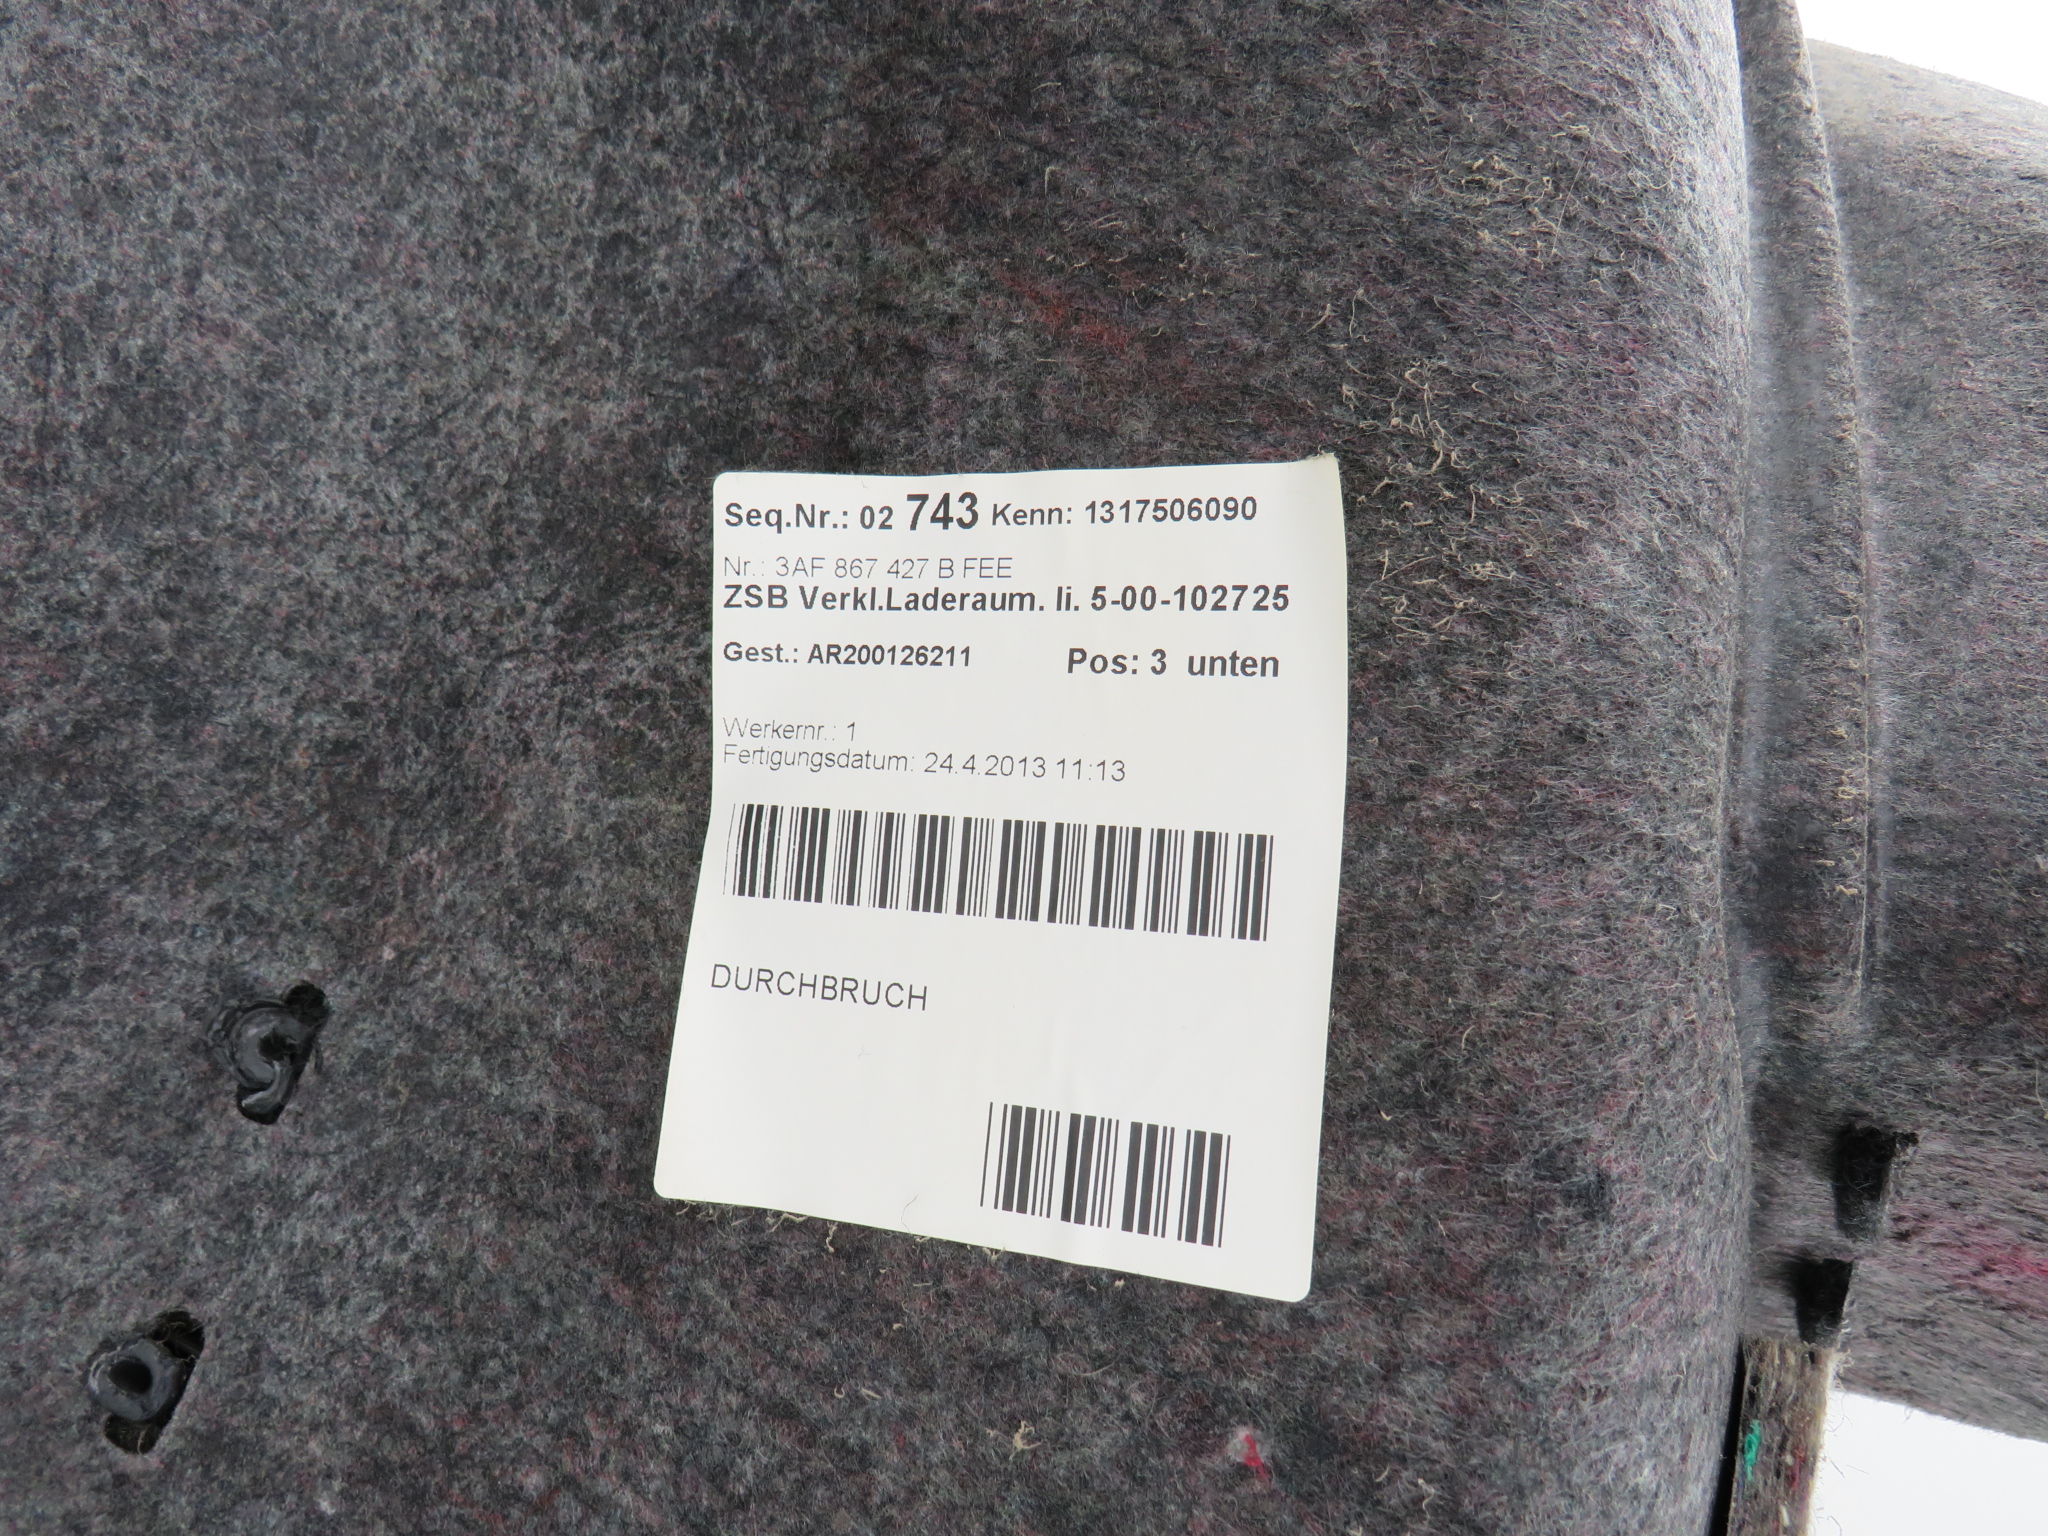 Seq.Nr.: 02 743 Kenn: 1317506090
Nr.: 3AF 867 427 B FEE
ZSB Verkl.Laderaum. li. 5-00-102725
Gest.: AR200126211 Pos: 3 unten
Werkernr.: 1
Fertigungsdatum: 24.4.2013 11:13
DURCHBRUCH